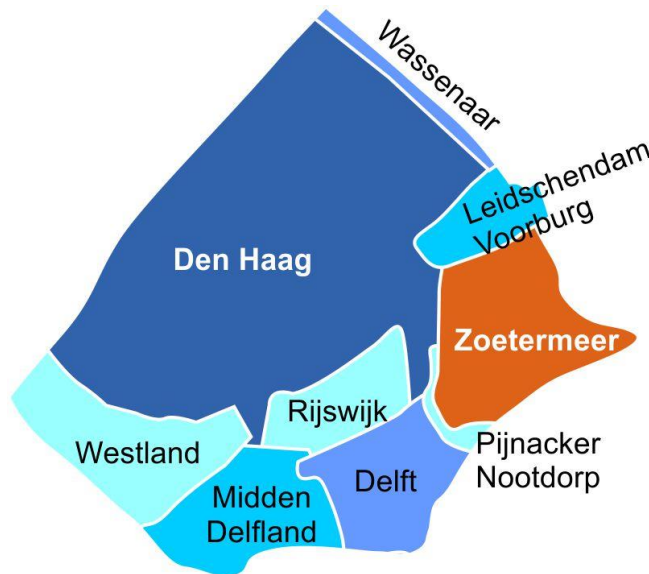 Wassenaar
Leidschendam
Voorburg
Den Haag
Zoetermeer
Rijswijk
Pijnacker
Nootdorp
Westland
Delft
Midden
Delfland